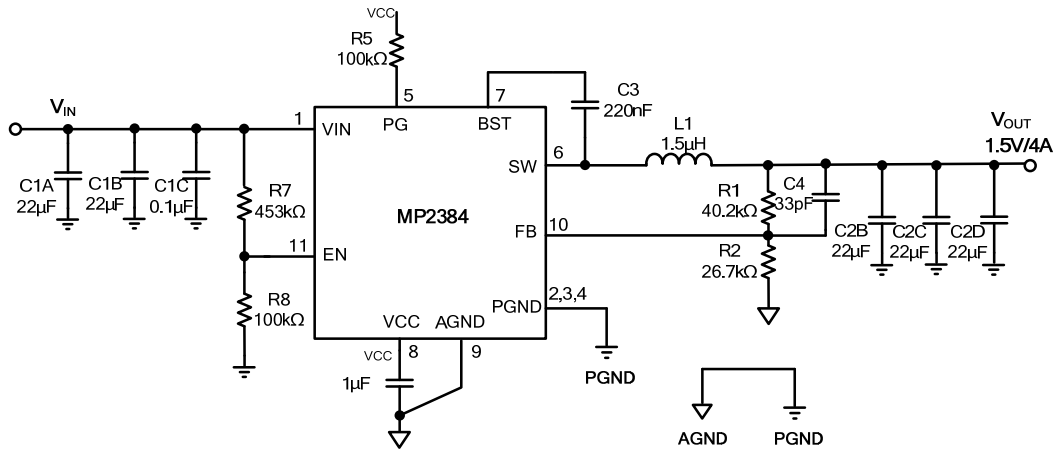 VCC
R5
100kΩ
5
7
C3
220nF
VIN
1
VIN
PG
BST
L1
1.5µH
VOUT
1.5V/4A
6
SW
C1A
22µF
C1B
22µF
C1C
0.1µF
R7
453kΩ
MP2384
R1
40.2kΩ
C4
33pF
FB
10
C2B
22µF
C2C
22µF
C2D
22µF
11
EN
R2
26.7kΩ
R8
100kΩ
PGND
2,3,4
VCC
AGND
VCC
8
9
1µF
PGND
AGND
PGND